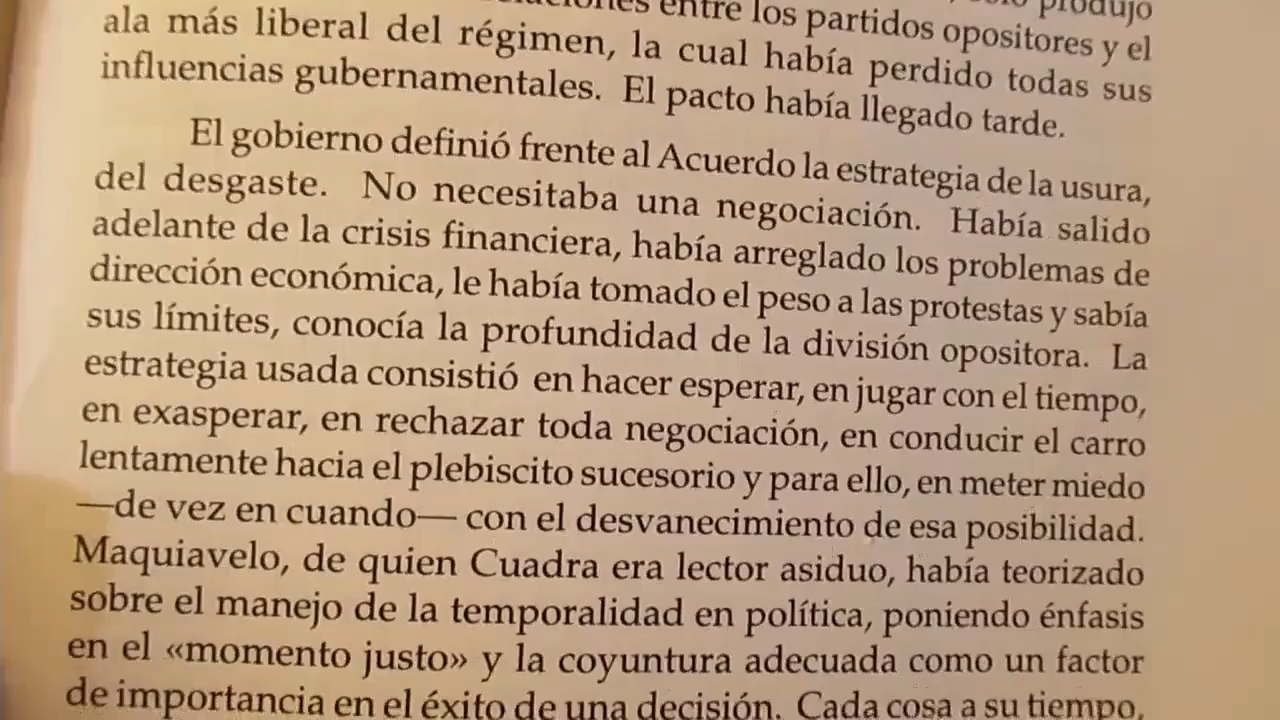 entre los partidos opositores y el
ala más liberal del régimen, la cual había perdido todas sus
influencias gubernamentales. El pacto había llegado tarde.
El gobierno definió frente al Acuerdo la estrategia de la usura,
del desgaste. No necesitaba una negociación. Había salido
adelante de la crisis financiera, había arreglado los problemas de
dirección económica, le había tomado el peso a las protestas y sabía
sus límites, conocía la profundidad de la división opositora. La
estrategia usada consistió en hacer esperar, en jugar con el tiempo,
en exasperar, en rechazar toda negociación, en conducir el carro
lentamente hacia el plebiscito sucesorio y para ello, en meter miedo
—de vez en cuando— con el desvanecimiento de esa posibilidad.
Maquiavelo, de quien Cuadra era lector asiduo, había teorizado
sobre el manejo de la temporalidad en política, poniendo énfasis
en el «momento justo» y la coyuntura adecuada como un factor
de importancia en el éxito de una decisión. Cada cosa a su tiempo,